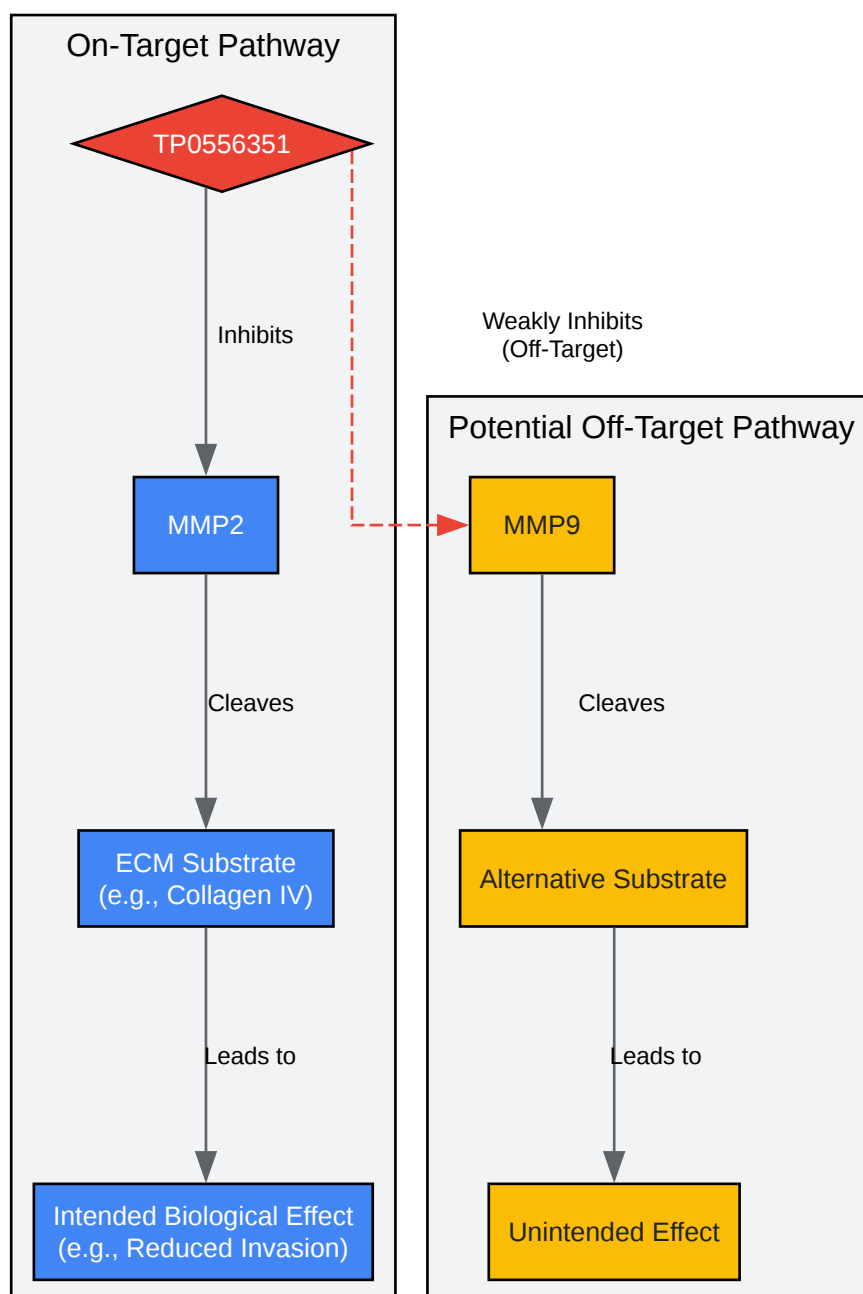 On-Target Pathway
TP0556351
Inhibits
MMP2
Cleaves
ECM Substrate
(e.g., Collagen IV)
Leads to
Intended Biological Effect
(e.g., Reduced Invasion)
Weakly Inhibits
(Off-Target)
Potential Off-Target Pathway
MMP9
Cleaves
Alternative Substrate
Leads to
Unintended Effect